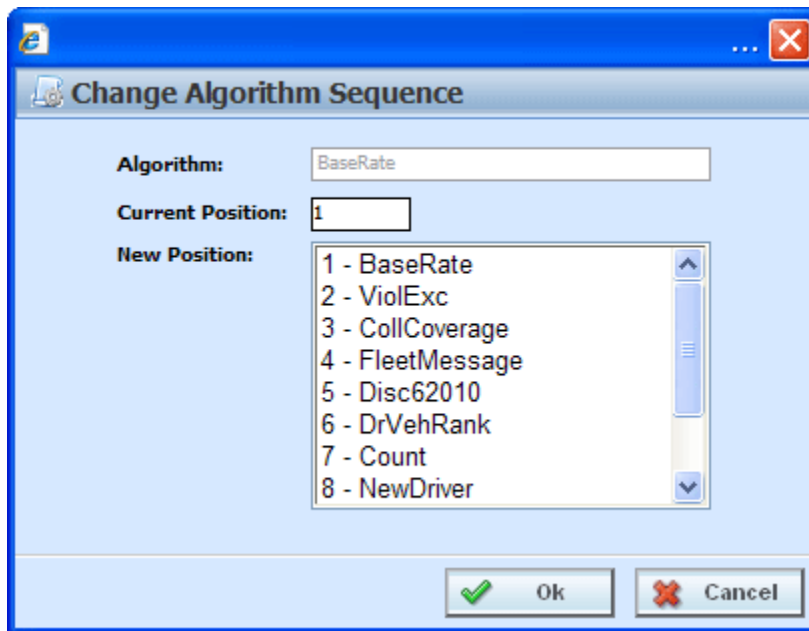 ...
Change Algorithm Sequence
Algorithm: BaseRate
Current Position: 1
New Position:
1 - BaseRate
2 - ViolExc
3 - CollCoverage
4 - FleetMessage
5 - Disc62010
6 - DrVehRank
7 - Count
8 - NewDriver
Ok Cancel